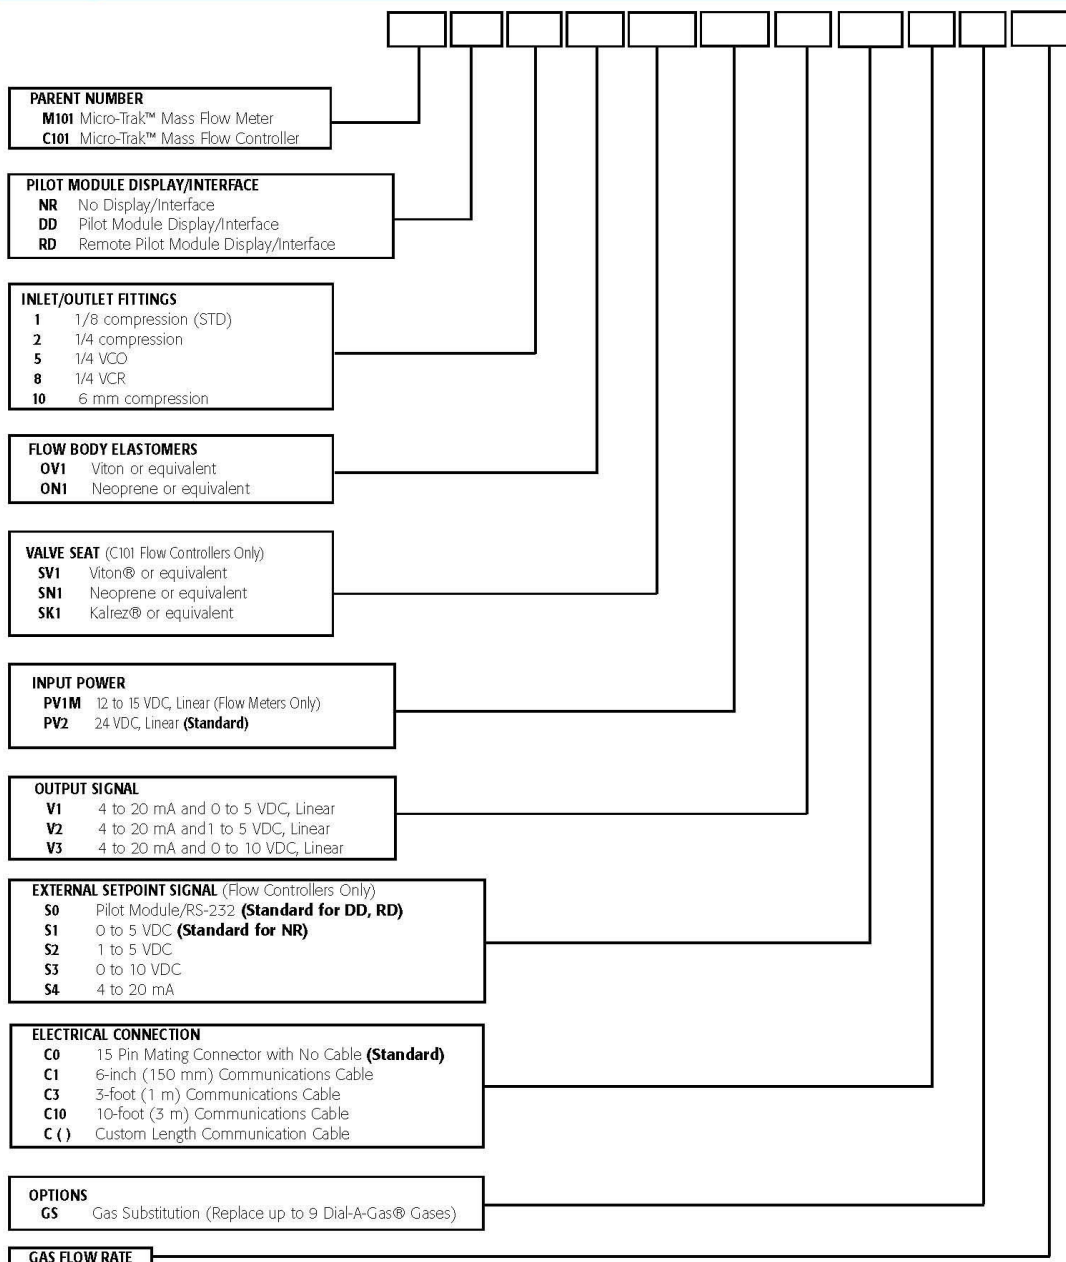 PARENT NUMBER
M101 Micro-Trak™ Mass Flow Meter
C101 Micro-Trak™ Mass Flow Controller
PILOT MODULE DISPLAY/INTERFACE
NR No Display/Interface
DD Pilot Module Display/Interface
RD Remote Pilot Module Display/Interface
INLET/OUTLET FITTINGS
1 1/8 compression (STD)
2 1/4 compression
5 1/4 VCO
8 1/4 VCR
10 6 mm compression
FLOW BODY ELASTOMERS
OV1 Viton or equivalent
ON1 Neoprene or equivalent
VALVE SEAT (C101 Flow Controllers Only)
SV1 Viton® or equivalent
SN1 Neoprene or equivalent
SK1 Kalrez® or equivalent
INPUT POWER
PV1M 12 to 15 VDC, Linear (Flow Meters Only)
PV2 24 VDC, Linear (Standard)
OUTPUT SIGNAL
V1 4 to 20 mA and 0 to 5 VDC, Linear
V2 4 to 20 mA and 1 to 5 VDC, Linear
V3 4 to 20 mA and 0 to 10 VDC, Linear
EXTERNAL SETPOINT SIGNAL (Flow Controllers Only)
S0 Pilot Module/RS-232 (Standard for DD, RD)
S1 0 to 5 VDC (Standard for NR)
S2 1 to 5 VDC
S3 0 to 10 VDC
S4 4 to 20 mA
ELECTRICAL CONNECTION
C0 15 Pin Mating Connector with No Cable (Standard)
C1 6-inch (150 mm) Communications Cable
C3 3-foot (1 m) Communications Cable
C10 10-foot (3 m) Communications Cable
C ( ) Custom Length Communication Cable
OPTIONS
GS Gas Substitution (Replace up to 9 Dial-A-Gas® Gases)
GAS FLOW RATE